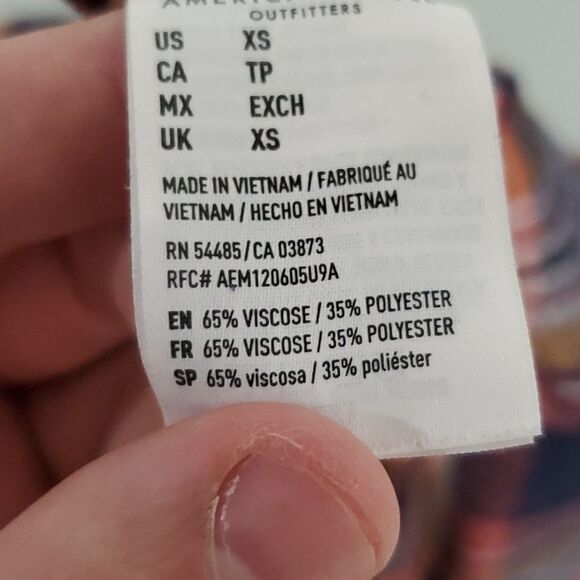 OUTFITTERS
US XS
CA TP
MX EXCH
UK XS
MADE IN VIETNAM / FABRIQUÉ AU
VIETNAM / HECHO EN VIETNAM
RN 54485/CA 03873
RFC# AEM120605U9A
EN 65% VISCOSE / 35% POLYESTER
FR 65% VISCOSE / 35% POLYESTER
SP 65% viscosa / 35% poliéster